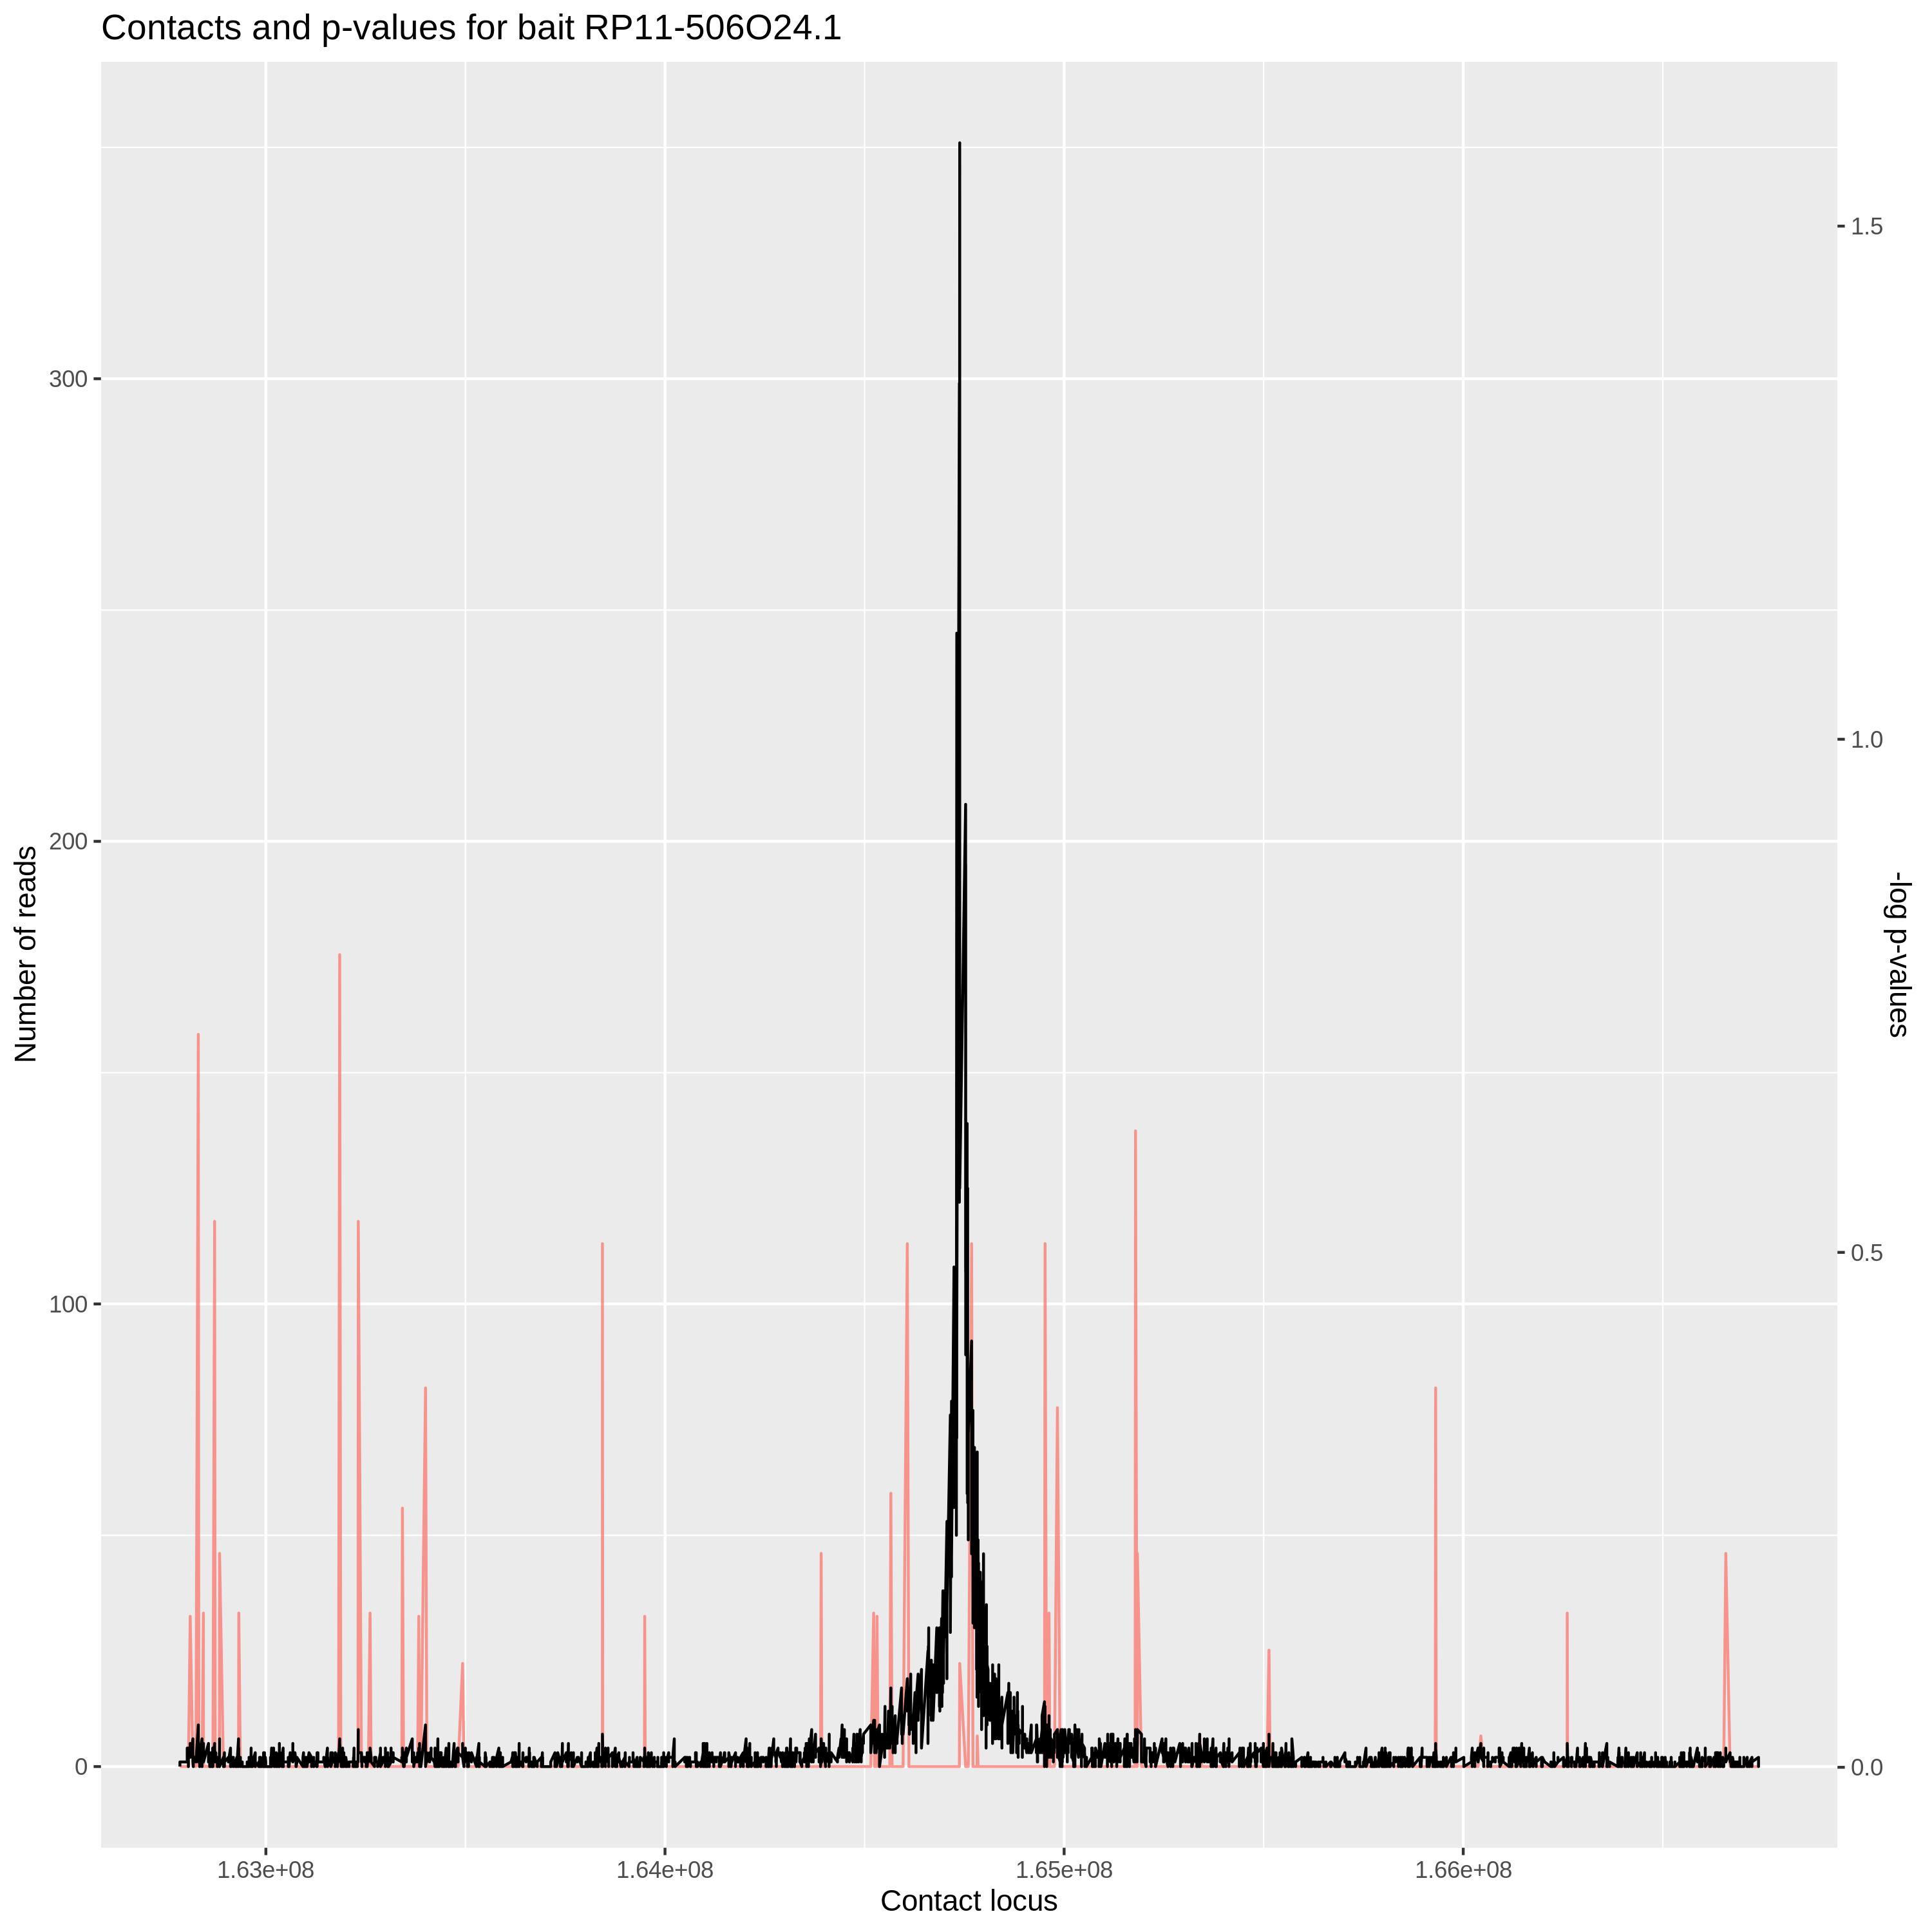 Contacts and p-values for bait RP11-506O24.1
Number of reads
300
200
100
0
1.5
1.0
0.5
0.0
-log p-values
1.63e+08
1.64e+08
1.65e+08
1.66e+08
Contact locus